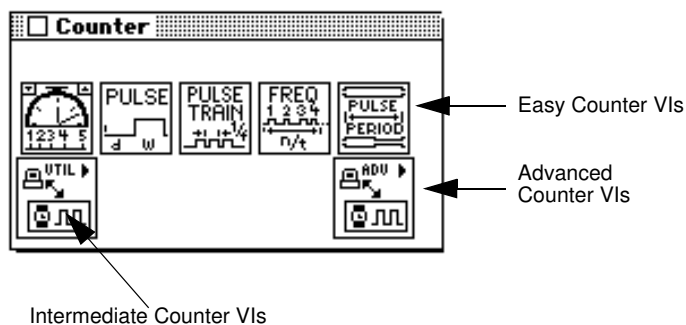 Counter
1 2 3 4 5
PULSE
d w
PULSE
TRAIN
1/4
FREQ
1 2 3 4
n/t
PULSE
PERIOD
Easy Counter VIs
UTIL
ADV
Advanced
Counter VIs
Intermediate Counter VIs